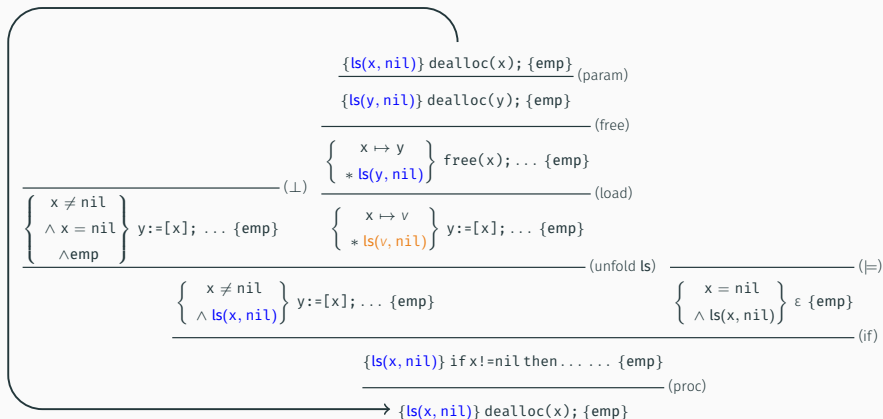 {ls(x, nil)} dealloc(x); {emp}
(param)
{ls(y, nil)} dealloc(y); {emp}
(free)
{ x ↦ y ∗ ls(y, nil) } free(x); ... {emp}
(⊥)
(load)
{ x ≠ nil ∧ x = nil ∧emp } y:=[x]; ... {emp}
{ x ↦ v ∗ ls(v, nil) } y:=[x]; ... {emp}
(unfold ls)
(⊨)
{ x ≠ nil ∧ ls(x, nil) } y:=[x]; ... {emp}
{ x = nil ∧ ls(x, nil) } ε {emp}
(if)
{ls(x, nil)} if x!=nil then ... ... {emp}
(proc)
{ls(x, nil)} dealloc(x); {emp}